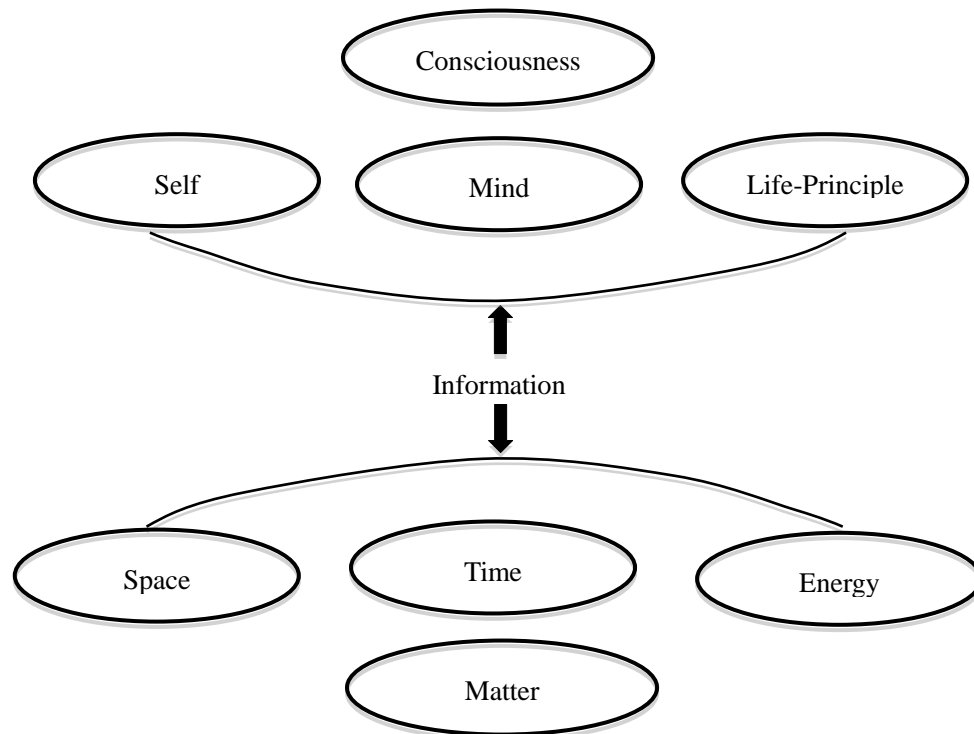 Consciousness
Self
Mind
Life-Principle
Information
Space
Time
Energy
Matter